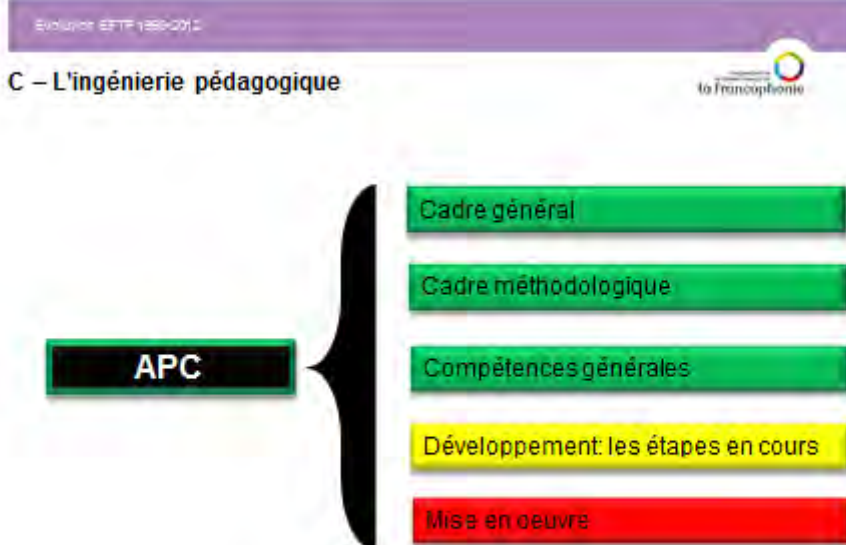 Evolution EFTP 1998-2012
C – L'ingénierie pédagogique
la Francophonie
Cadre général
Cadre méthodologique
APC
Compétences générales
Développement: les étapes en cours
Mise en oeuvre